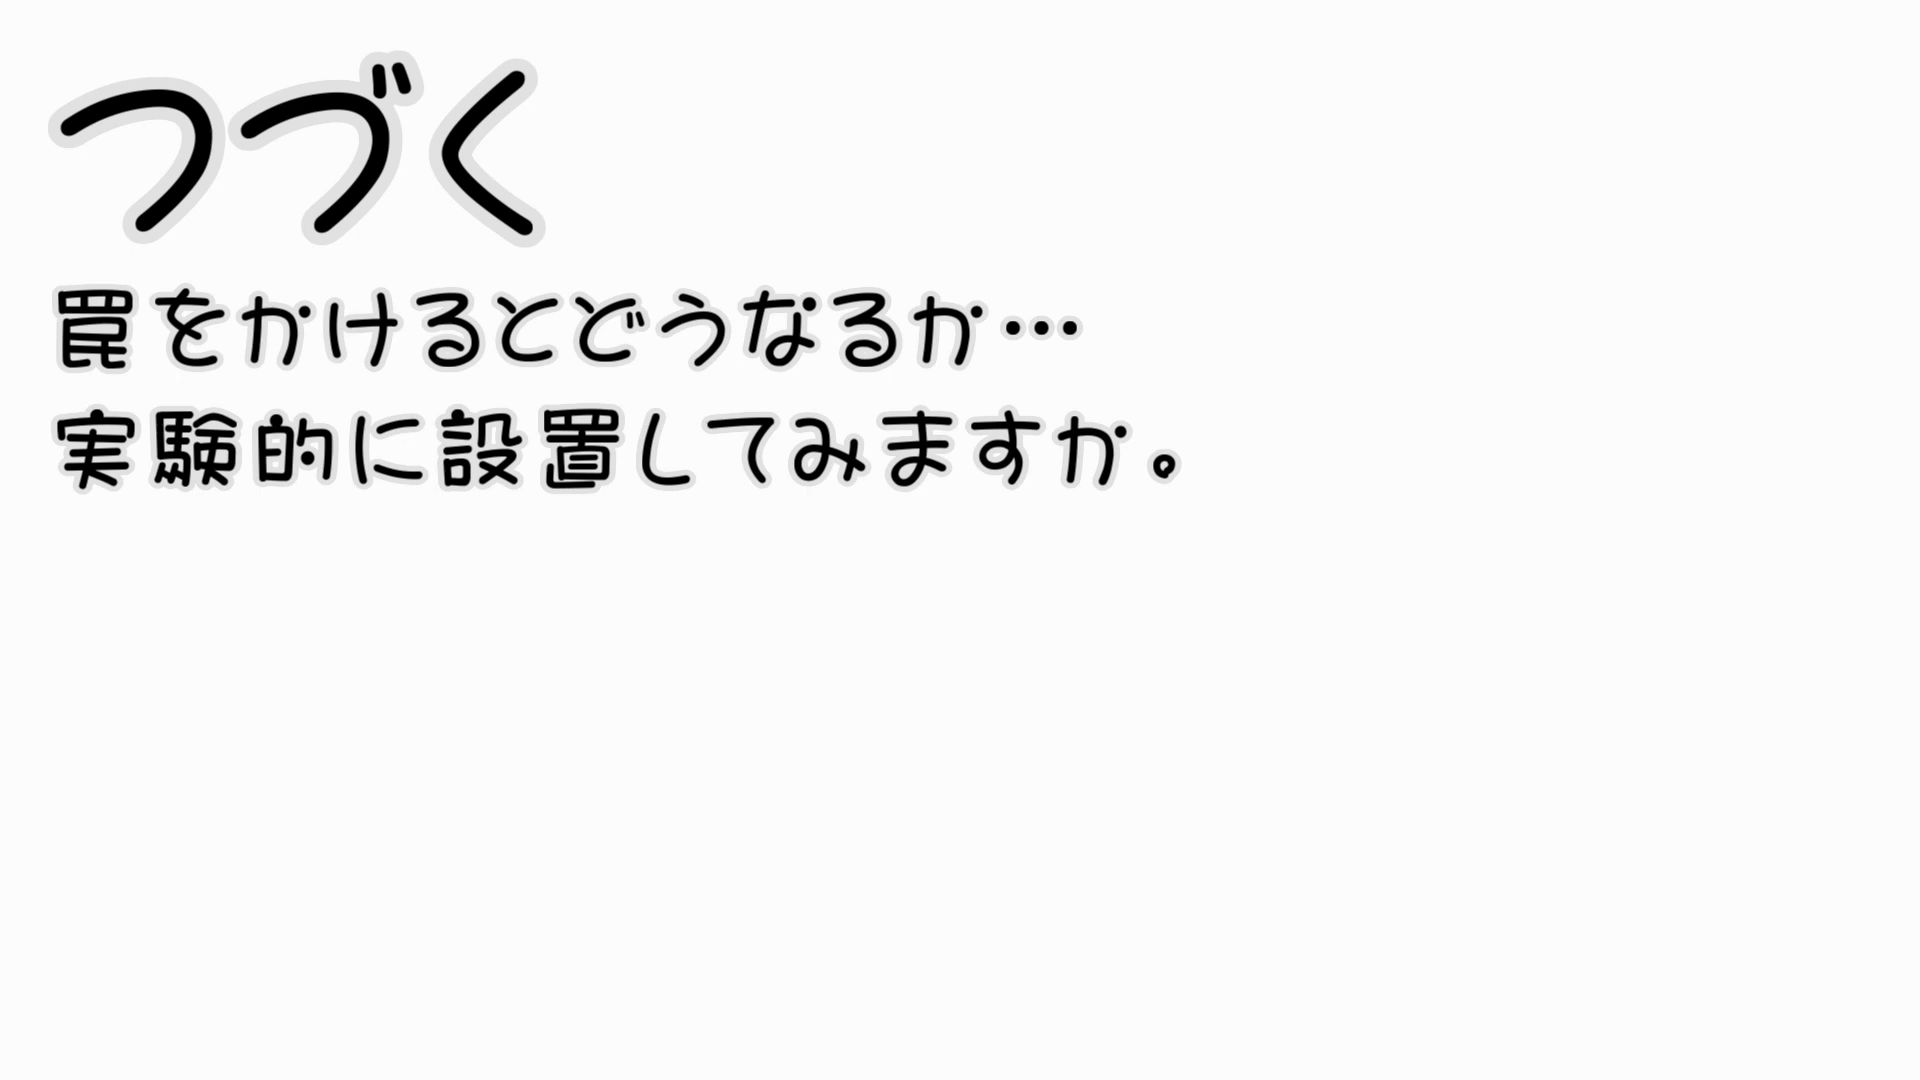 つづく
罠をかけるとどうなるか…
実験的に設置してみますか。